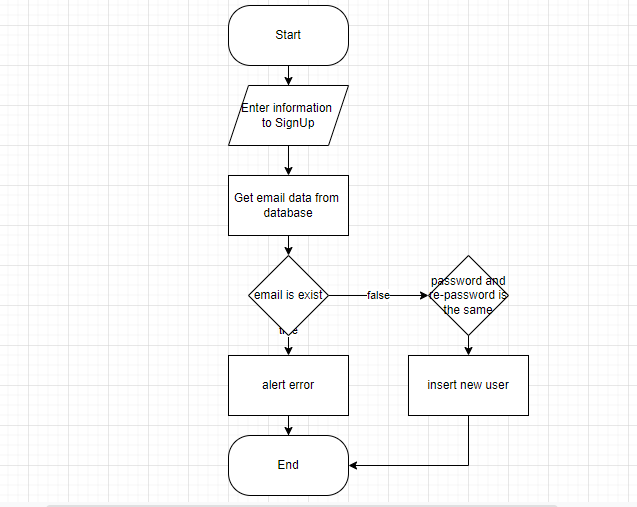 Start
Enter information
to SignUp
Get email data from
database
email is exist
false
password and
re-password is
the same
true
alert error
insert new user
End